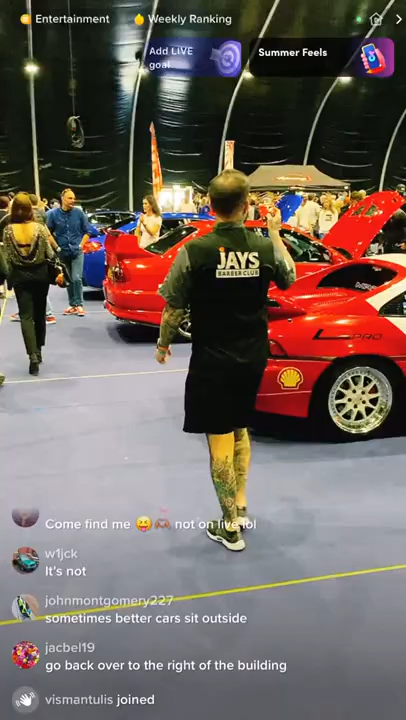 Entertainment
Weekly Ranking
Add LIVE
goal
Summer Feels
JAYS
BARBER CLUB
L PRO
Come find me 😝🫶🏽 not on live lol
w1jck
It's not
johnmontgomery227
sometimes better cars sit outside
jacbel19
go back over to the right of the building
vismantulis joined